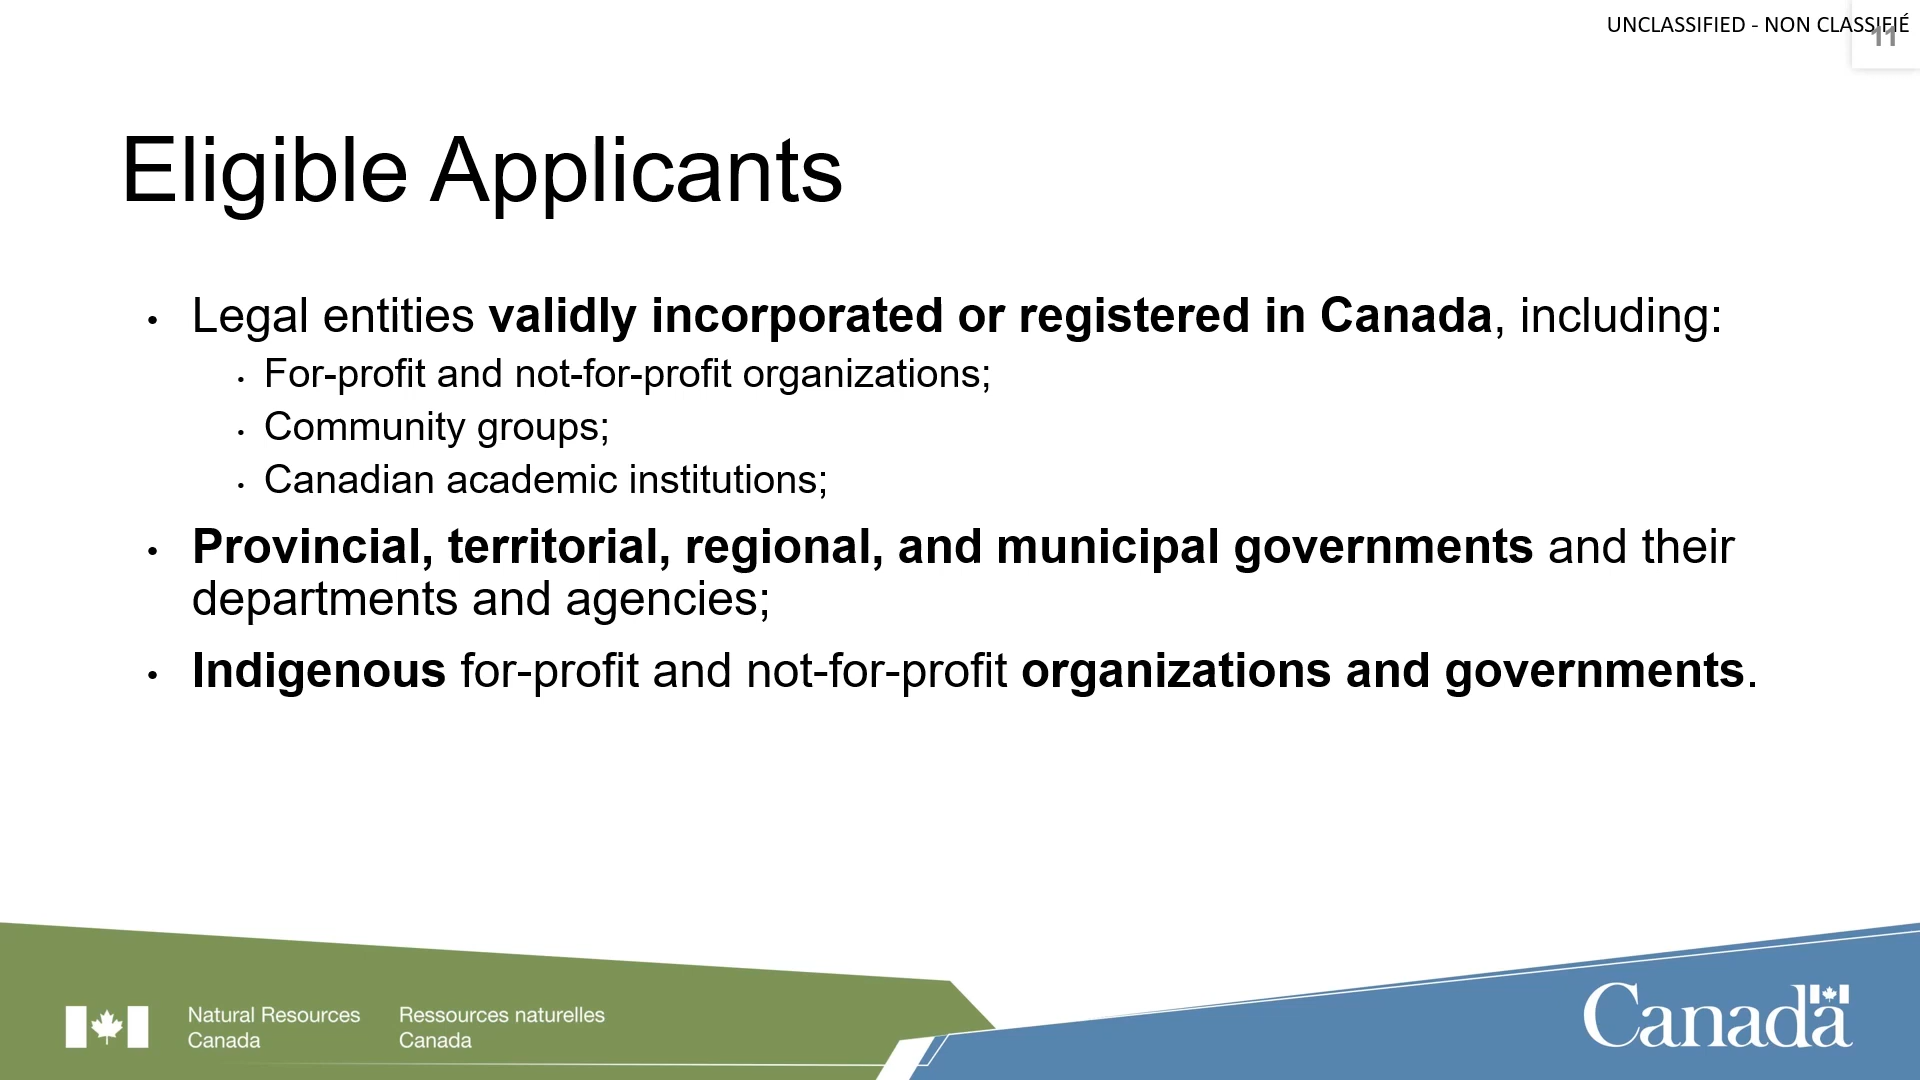 UNCLASSIFIED - NON CLASSIFIÉ
11
Eligible Applicants
• Legal entities validly incorporated or registered in Canada, including:
• For-profit and not-for-profit organizations;
• Community groups;
• Canadian academic institutions;
• Provincial, territorial, regional, and municipal governments and their
departments and agencies;
• Indigenous for-profit and not-for-profit organizations and governments.
Natural Resources
Canada
Ressources naturelles
Canada
Canada